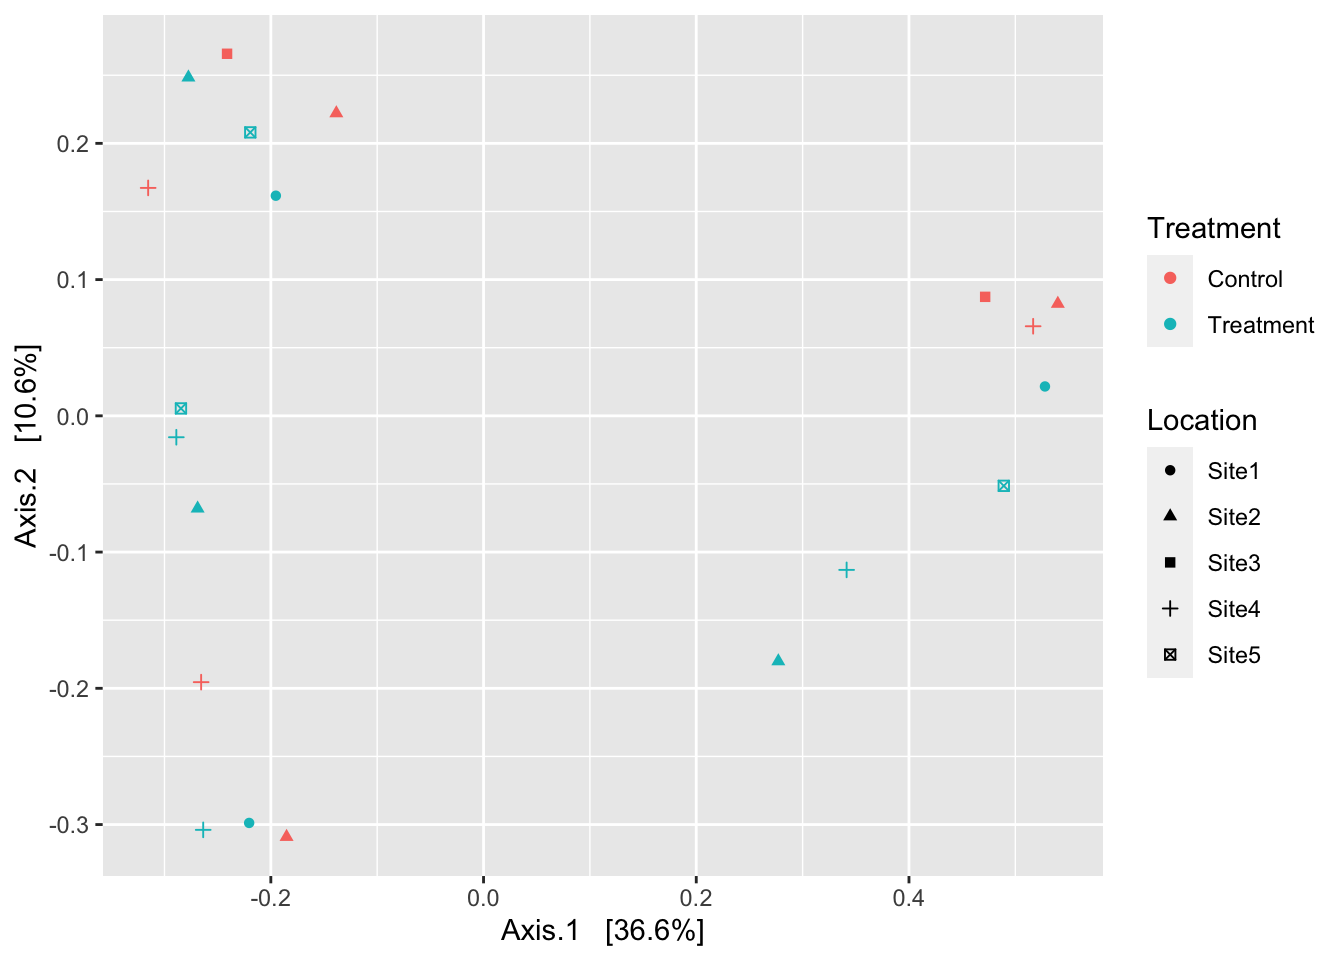 0.2
0.1
0.0
-0.1
-0.2
-0.3
Axis.2 [10.6%]
-0.2 0.0 0.2 0.4
Axis.1 [36.6%]
Treatment
Control
Treatment
Location
Site1
Site2
Site3
Site4
Site5